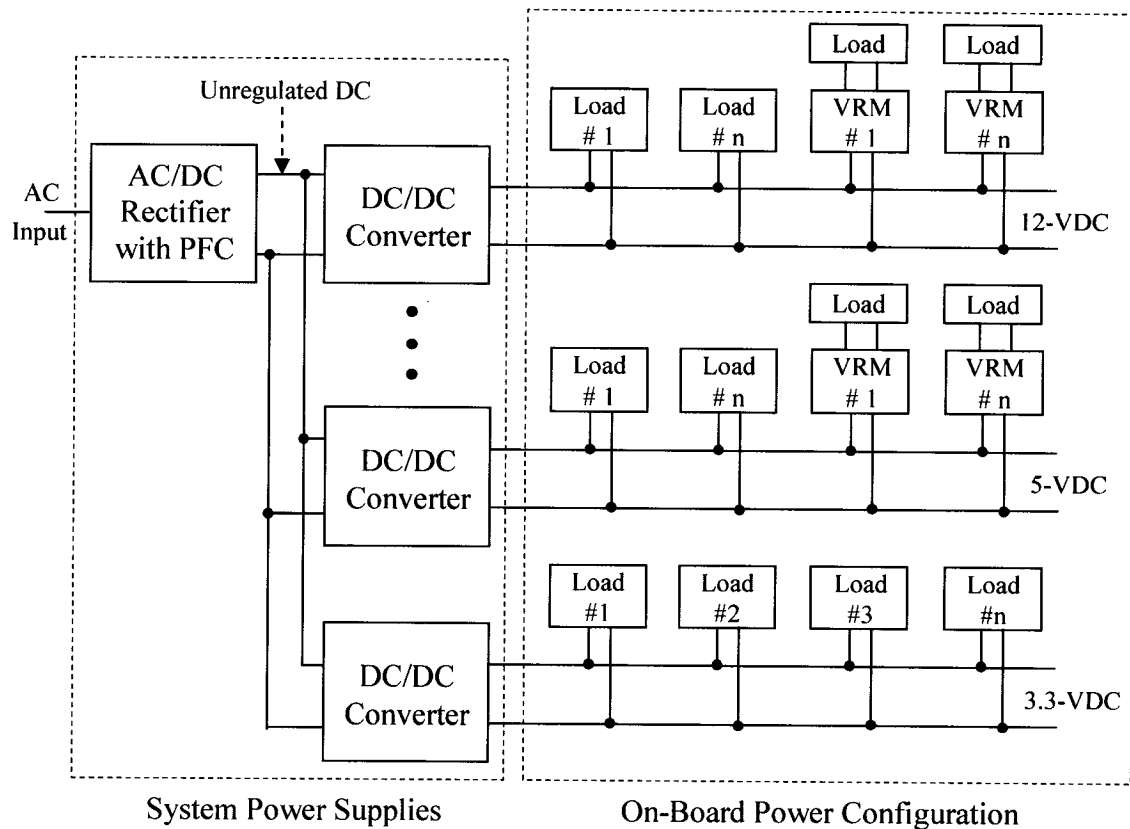 Unregulated DC
AC
Input
AC/DC
Rectifier
with PFC
DC/DC
Converter
Load
# 1
Load
# n
Load
VRM
# 1
Load
VRM
# n
12-VDC
DC/DC
Converter
Load
# 1
Load
# n
Load
VRM
# 1
Load
VRM
# n
5-VDC
DC/DC
Converter
Load
#1
Load
#2
Load
#3
Load
#n
3.3-VDC
System Power Supplies
On-Board Power Configuration